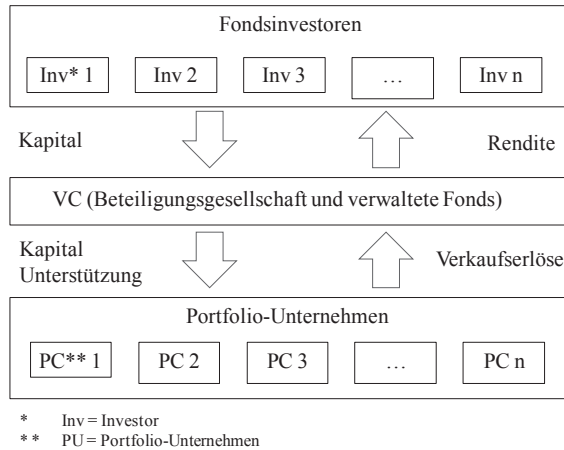 Fondsinvestoren
Inv* 1 Inv 2 Inv 3 … Inv n
Kapital Rendite
VC (Beteiligungsgesellschaft und verwaltete Fonds)
Kapital
Unterstützung Verkaufserlöse
Portfolio-Unternehmen
PC** 1 PC 2 PC 3 … PC n
* Inv = Investor
** PU = Portfolio-Unternehmen